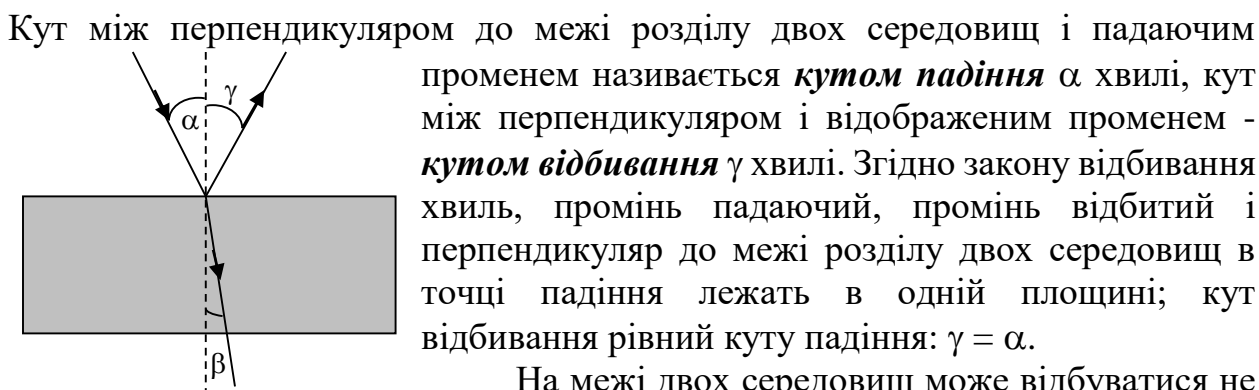 Кут між перпендикуляром до межі розділу двох середовищ і падаючим
променем називається кутом падіння α хвилі, кут
між перпендикуляром і відображеним променем -
кутом відбивання γ хвилі. Згідно закону відбивання
хвиль, промінь падаючий, промінь відбитий і
перпендикуляр до межі розділу двох середовищ в
точці падіння лежать в одній площині; кут
відбивання рівний куту падіння: γ = α.
На межі двох середовищ може відбуватися не
α
γ
β